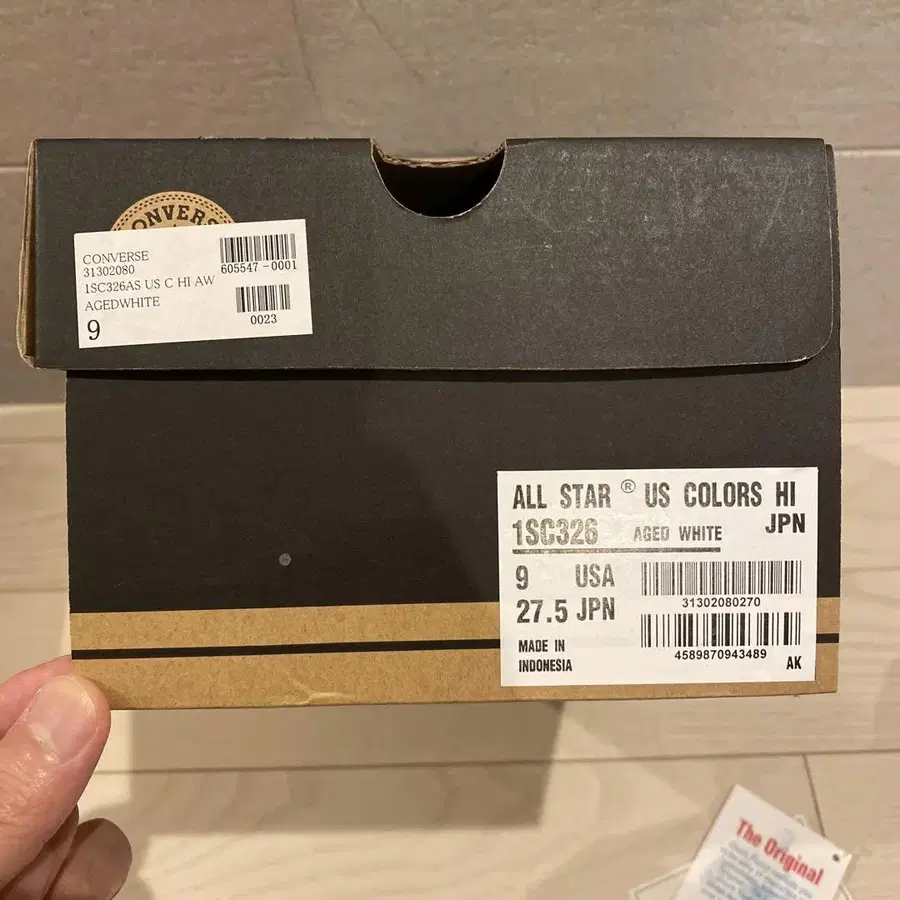 CONVERSE
CONVERSE
31302080
1SC326AS US C HI AW
AGEDWHITE
9
605547-0001
0023
ALL STAR ® US COLORS HI
JPN
1SC326 AGED WHITE
9 USA
27.5 JPN
31302080270
MADE IN
INDONESIA
4589870943489
AK
The Original